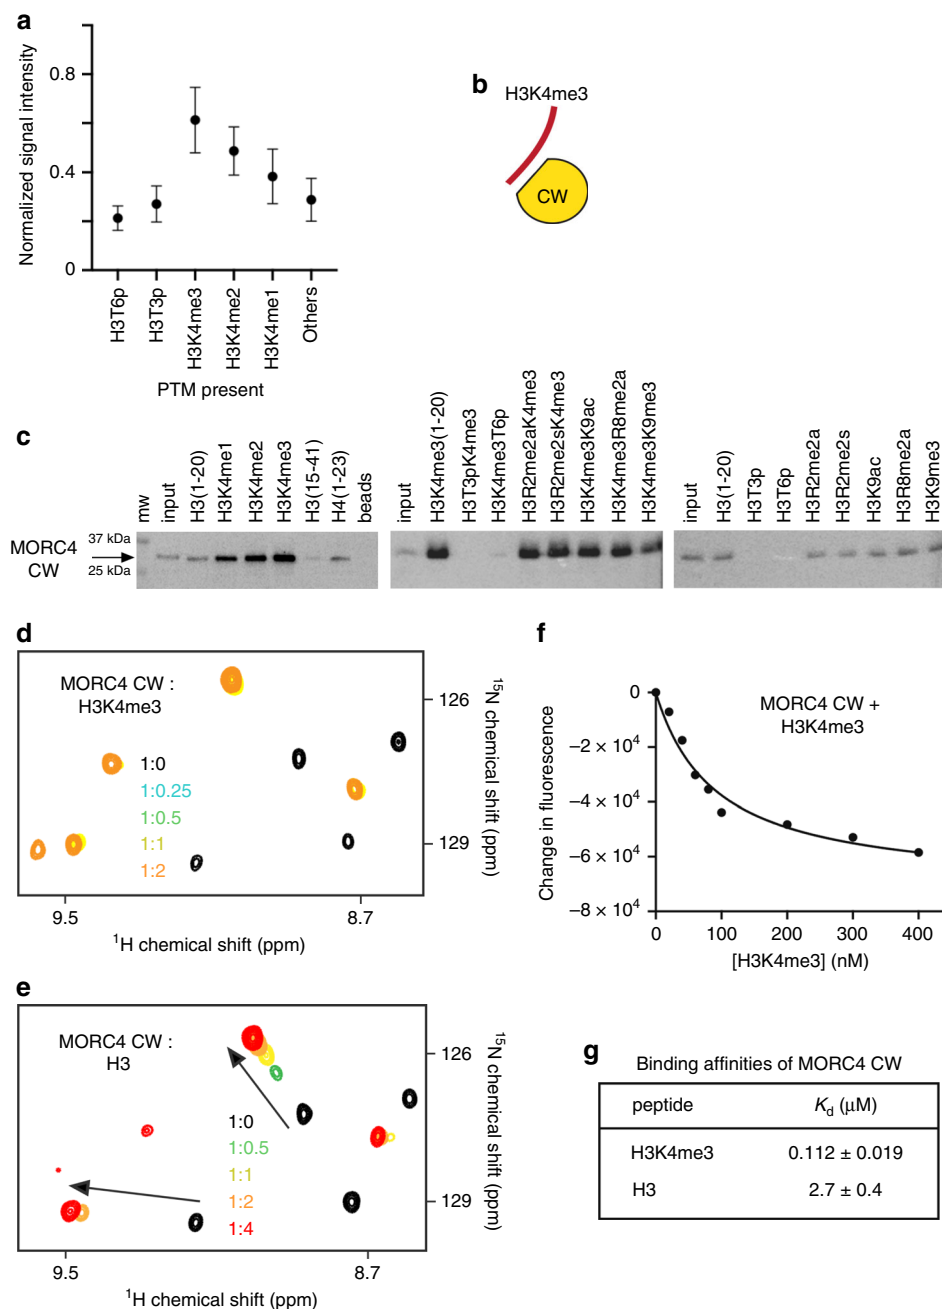 a
0.8
0.4
0
Normalized signal intensity
H3T6p
H3T3p
H3K4me3
H3K4me2
H3K4me1
Others
PTM present
b
H3K4me3
CW
c
mw
input
H3(1-20)
H3K4me1
H3K4me2
H3K4me3
H3(15-41)
H4(1-23)
beads
input
H3K4me3(1-20)
H3T3pK4me3
H3K4me3T6p
H3R2me2aK4me3
H3R2me2sK4me3
H3K4me3K9ac
H3K4me3R8me2a
H3K4me3K9me3
input
H3(1-20)
H3T3p
H3T6p
H3R2me2a
H3R2me2s
H3K9ac
H3R8me2a
H3K9me3
MORC4
CW
37 kDa
25 kDa
d
MORC4 CW :
H3K4me3
1:0
1:0.25
1:0.5
1:1
1:2
126
129
¹⁵N chemical shift (ppm)
9.5
8.7
¹H chemical shift (ppm)
e
MORC4 CW :
H3
1:0
1:0.5
1:1
1:2
1:4
126
129
¹⁵N chemical shift (ppm)
9.5
8.7
¹H chemical shift (ppm)
f
MORC4 CW +
H3K4me3
0
−2 × 10⁴
−4 × 10⁴
−6 × 10⁴
−8 × 10⁴
Change in fluorescence
0 100 200 300 400
[H3K4me3] (nM)
g
Binding affinities of MORC4 CW
peptide Kd (μM)
H3K4me3 0.112 ± 0.019
H3 2.7 ± 0.4